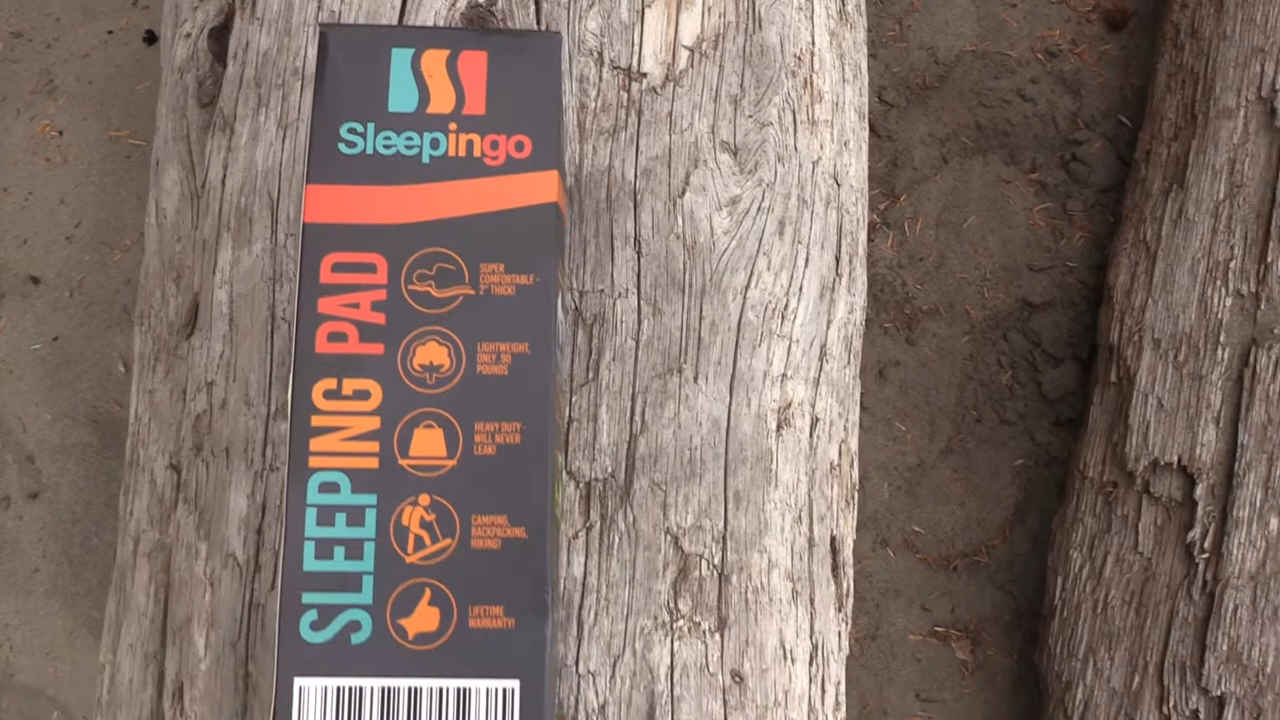 Sleepingo
SLEEPING PAD
SUPER
COMFORTABLE -
2" THICK!
LIGHTWEIGHT,
ONLY .90
POUNDS
HEAVY DUTY -
WILL NEVER
LEAK!
CAMPING,
BACKPACKING,
HIKING!
LIFETIME
WARRANTY!